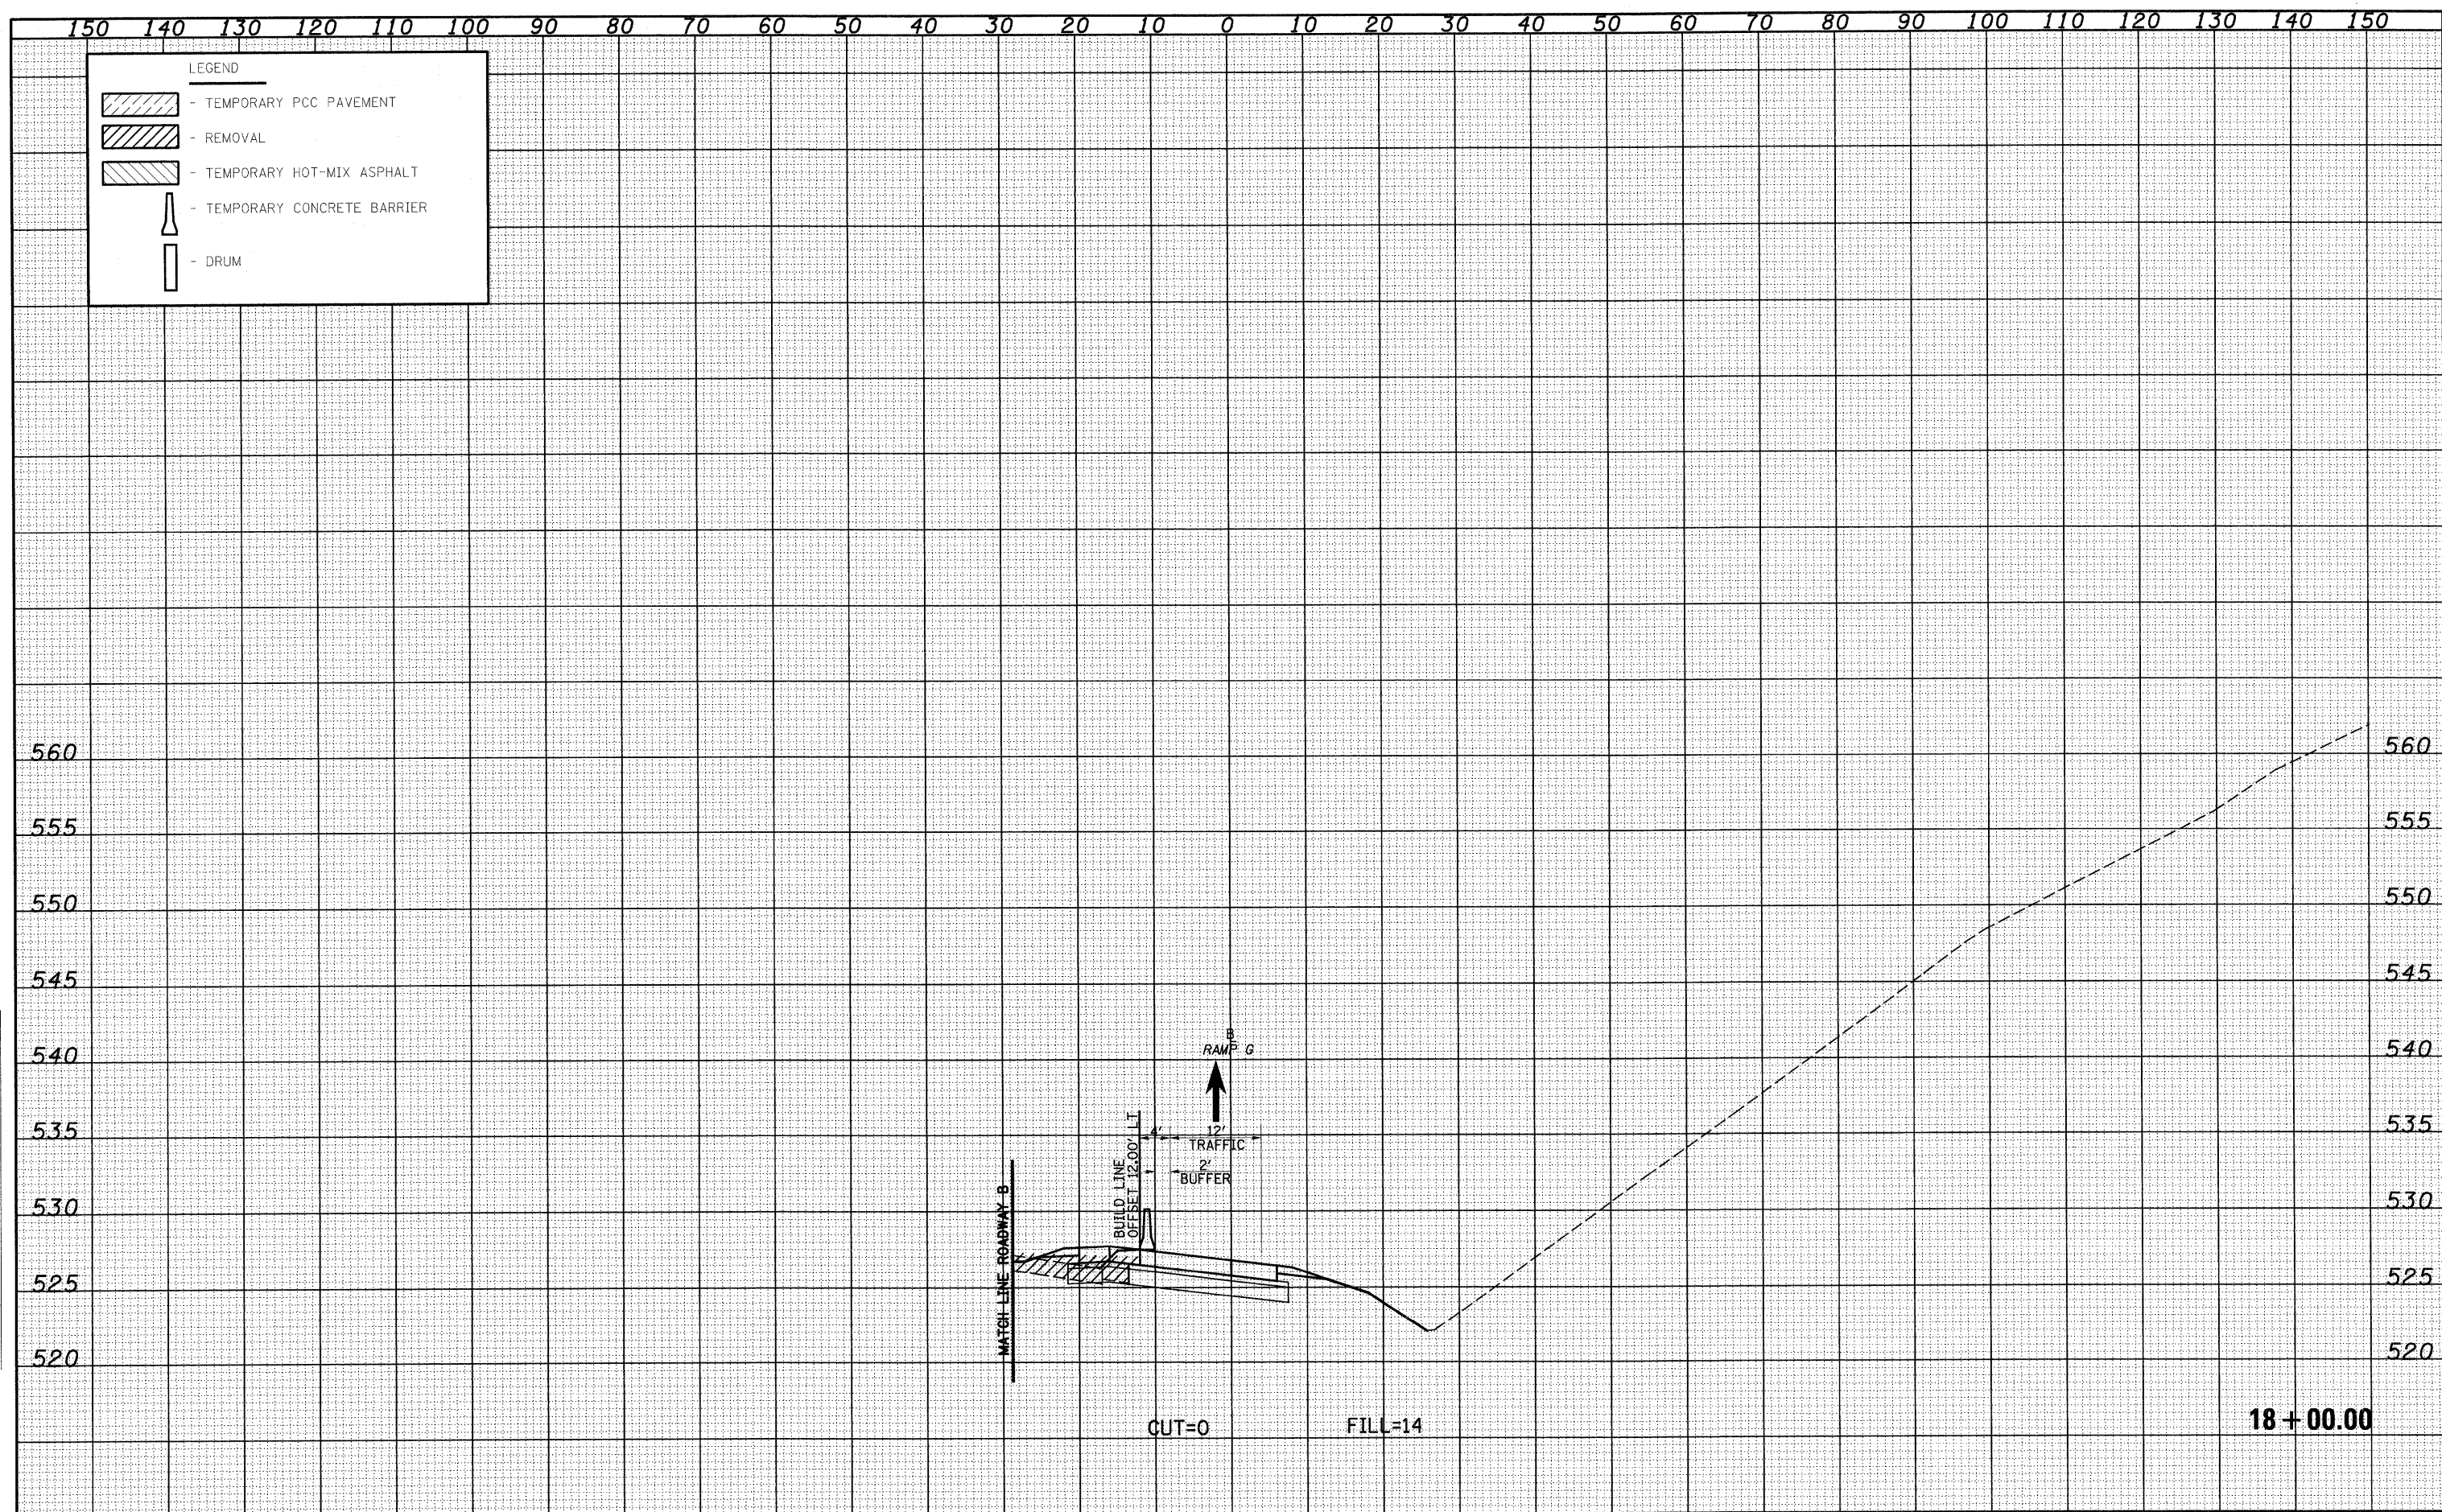 150 140 130 120 110 100 90 80 70 60 50 40 30 20 10 0 10 20 30 40 50 60 70 80 90 100 110 120 130 140 150
LEGEND
- TEMPORARY PCC PAVEMENT
- REMOVAL
- TEMPORARY HOT-MIX ASPHALT
- TEMPORARY CONCRETE BARRIER
- DRUM
560 560
555 555
550 550
545 545
B
RAMP G
540 540
535 535
4' 12'
TRAFFIC
2'
BUFFER
BUILD LINE
OFFSET 12.00' LT
MATCH LINE ROADWAY B
530 530
525 525
520 520
CUT=0 FILL=14
18+00.00